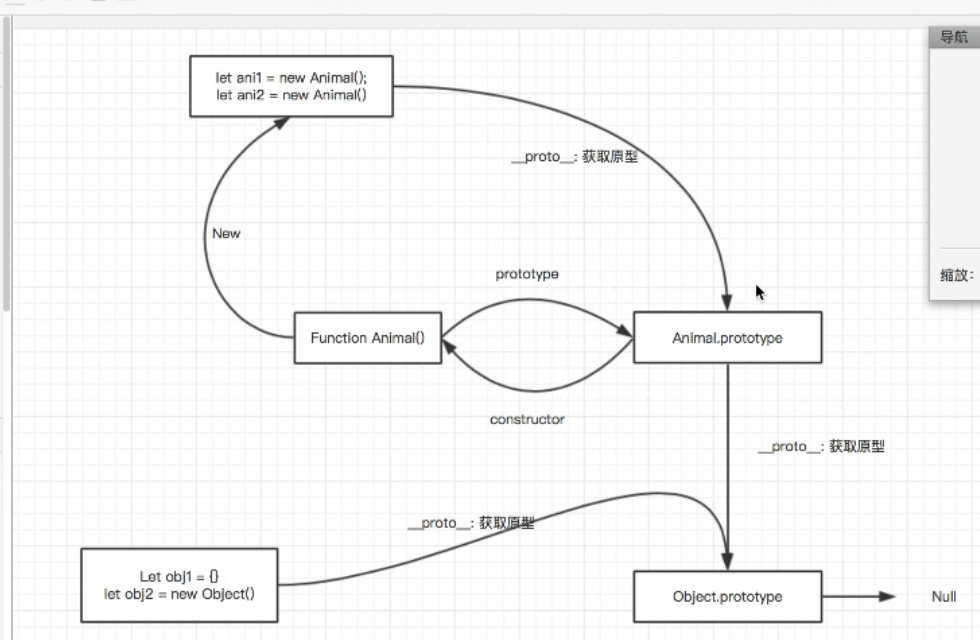 导航
let ani1 = new Animal();
let ani2 = new Animal()
__proto__: 获取原型
New
prototype
缩放:
Function Animal()
Animal.prototype
constructor
__proto__: 获取原型
__proto__: 获取原型
Let obj1 = {}
let obj2 = new Object()
Object.prototype
Null